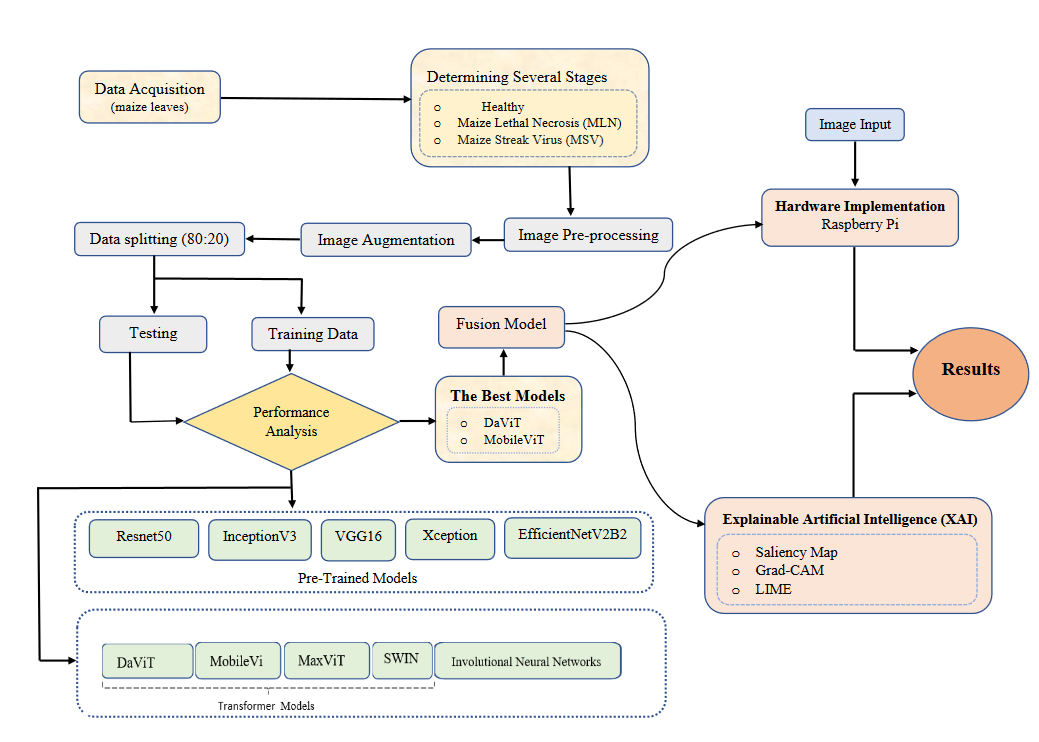 Data Acquisition
(maize leaves)
Determining Several Stages
o Healthy
o Maize Lethal Necrosis (MLN)
o Maize Streak Virus (MSV)
Image Input
Hardware Implementation
Raspberry Pi
Image Pre-processing
Image Augmentation
Data splitting (80:20)
Testing
Training Data
Fusion Model
Performance
Analysis
The Best Models
o DaViT
o MobileViT
Results
Resnet50
InceptionV3
VGG16
Xception
EfficientNetV2B2
Pre-Trained Models
Explainable Artificial Intelligence (XAI)
o Saliency Map
o Grad-CAM
o LIME
DaViT
MobileVi
MaxViT
SWIN
Involutional Neural Networks
Transformer Models